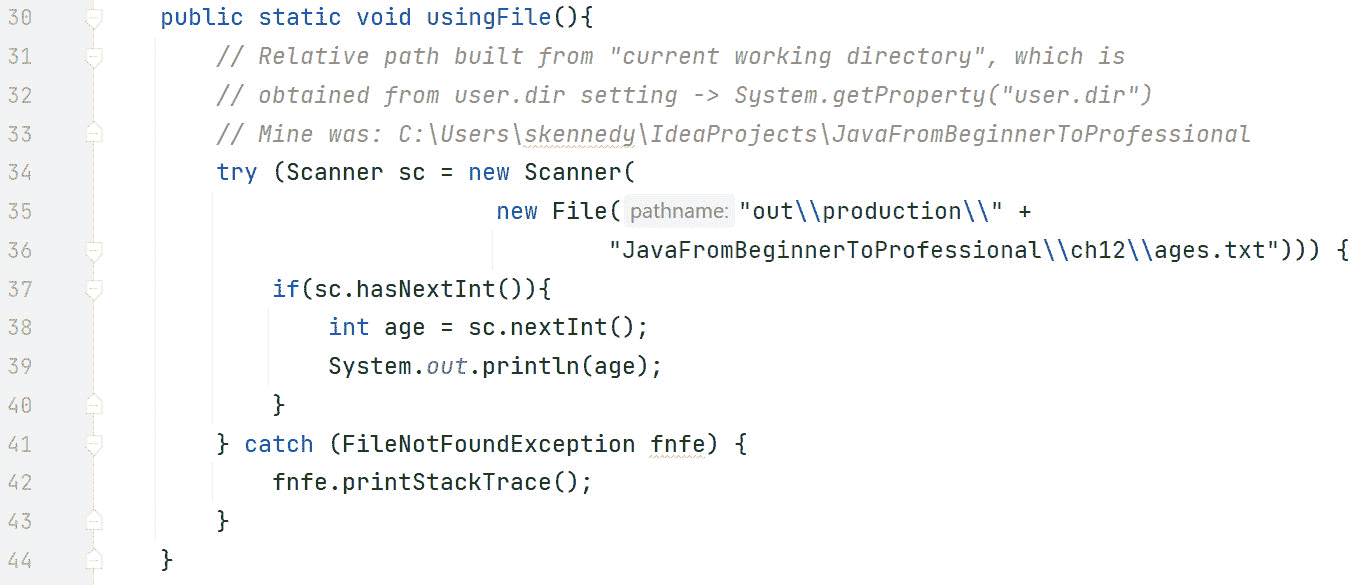 30 public static void usingFile(){
31 // Relative path built from "current working directory", which is
32 // obtained from user.dir setting -> System.getProperty("user.dir")
33 // Mine was: C:\Users\skennedy\IdeaProjects\JavaFromBeginnerToProfessional
34 try (Scanner sc = new Scanner(
35 new File( pathname: "out\\production\\" +
36 "JavaFromBeginnerToProfessional\\ch12\\ages.txt"))) {
37 if(sc.hasNextInt()){
38 int age = sc.nextInt();
39 System.out.println(age);
40 }
41 } catch (FileNotFoundException fnfe) {
42 fnfe.printStackTrace();
43 }
44 }